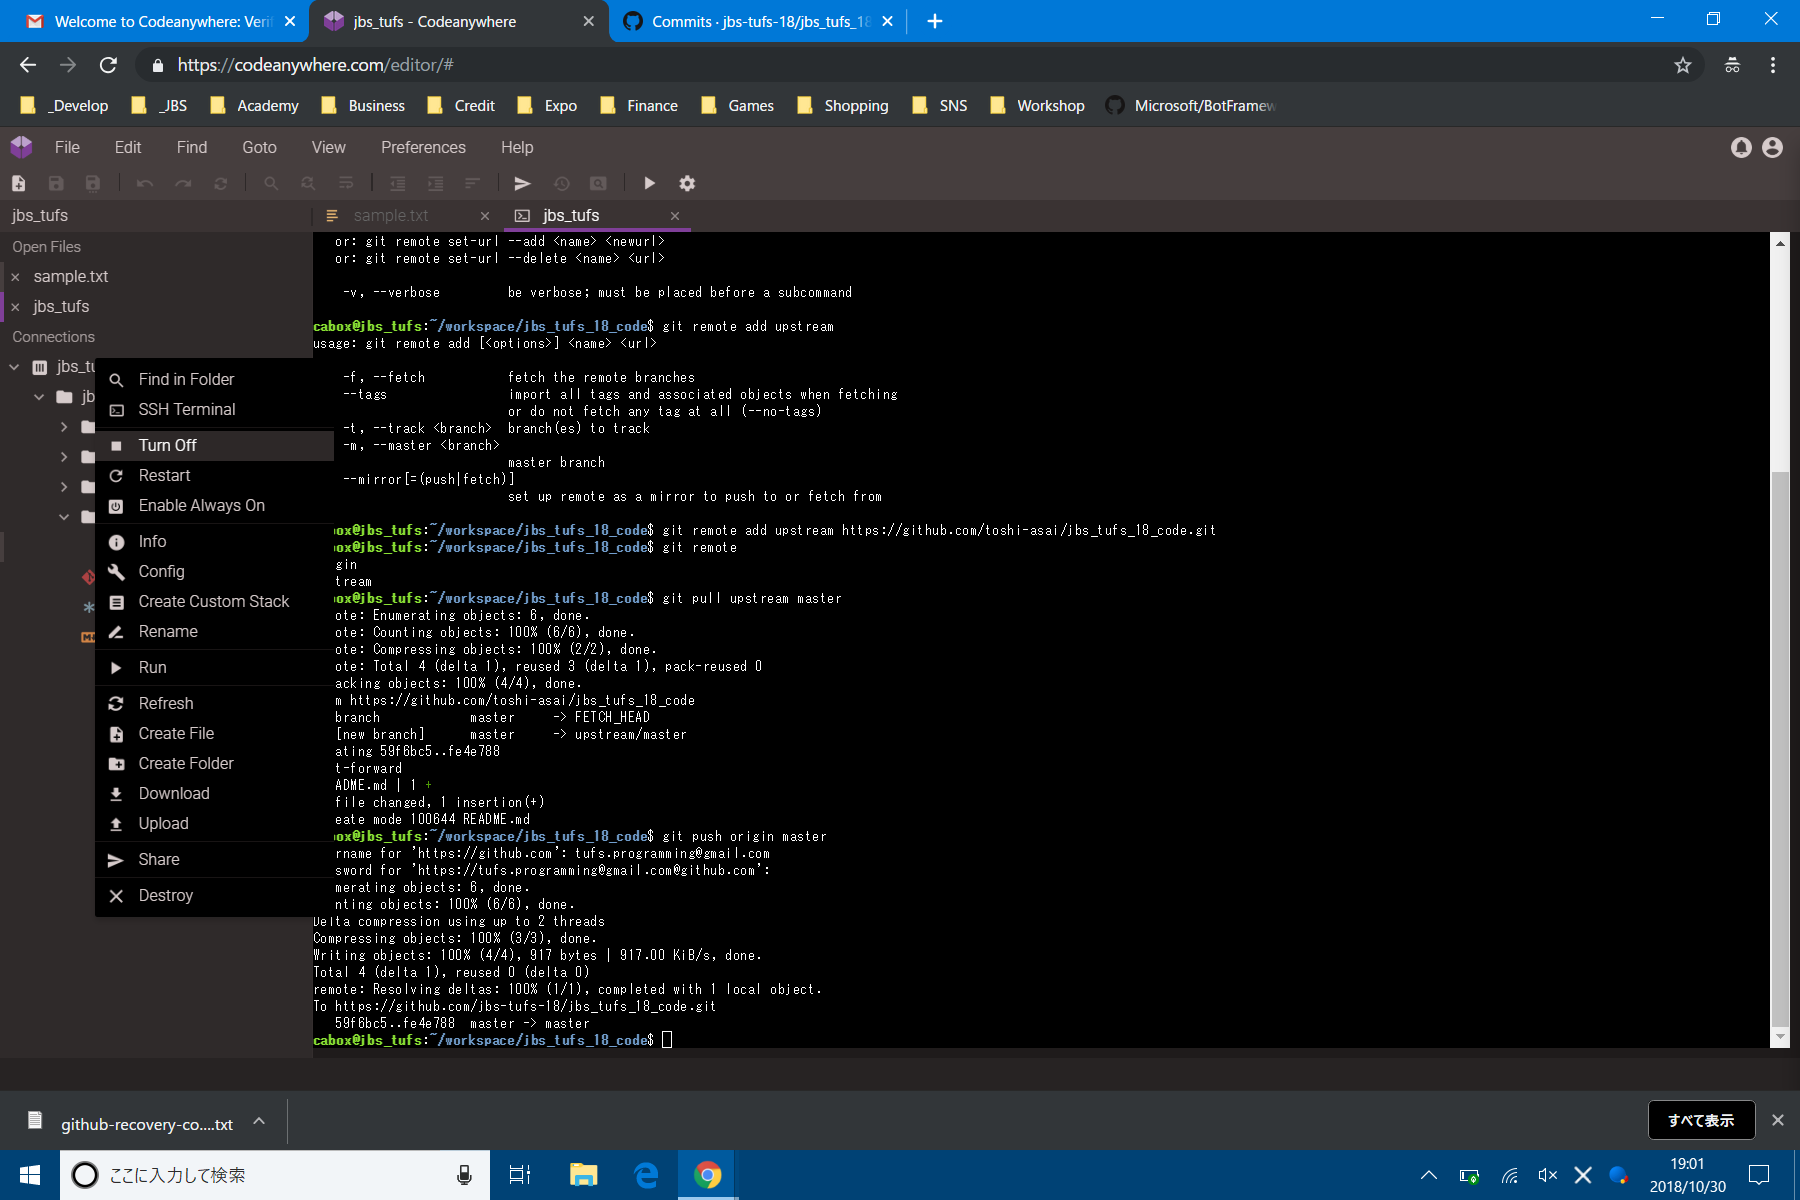 Welcome to Codeanywhere: Veri
jbs_tufs - Codeanywhere
Commits · jbs-tufs-18/jbs_tufs_18
https://codeanywhere.com/editor/#
_Develop
_JBS
Academy
Business
Credit
Expo
Finance
Games
Shopping
SNS
Workshop
Microsoft/BotFramew
File Edit Find Goto View Preferences Help
jbs_tufs
sample.txt
jbs_tufs
Open Files
sample.txt
jbs_tufs
Connections
jbs_tu
jb
Find in Folder
SSH Terminal
Turn Off
Restart
Enable Always On
Info
Config
Create Custom Stack
Rename
Run
Refresh
Create File
Create Folder
Download
Upload
Share
Destroy
or: git remote set-url --add <name> <newurl>
or: git remote set-url --delete <name> <url>
-v, --verbose be verbose; must be placed before a subcommand
cabox@jbs_tufs:~/workspace/jbs_tufs_18_code$ git remote add upstream
usage: git remote add [<options>] <name> <url>
-f, --fetch fetch the remote branches
--tags import all tags and associated objects when fetching
or do not fetch any tag at all (--no-tags)
-t, --track <branch> branch(es) to track
-m, --master <branch>
master branch
--mirror[=(push|fetch)]
set up remote as a mirror to push to or fetch from
box@jbs_tufs:~/workspace/jbs_tufs_18_code$ git remote add upstream https://github.com/toshi-asai/jbs_tufs_18_code.git
box@jbs_tufs:~/workspace/jbs_tufs_18_code$ git remote
gin
tream
box@jbs_tufs:~/workspace/jbs_tufs_18_code$ git pull upstream master
ote: Enumerating objects: 6, done.
ote: Counting objects: 100% (6/6), done.
ote: Compressing objects: 100% (2/2), done.
ote: Total 4 (delta 1), reused 3 (delta 1), pack-reused 0
acking objects: 100% (4/4), done.
m https://github.com/toshi-asai/jbs_tufs_18_code
branch master -> FETCH_HEAD
[new branch] master -> upstream/master
ating 59f6bc5..fe4e788
t-forward
ADME.md | 1 +
file changed, 1 insertion(+)
eate mode 100644 README.md
box@jbs_tufs:~/workspace/jbs_tufs_18_code$ git push origin master
rname for 'https://github.com': tufs.programming@gmail.com
sword for 'https://tufs.programming@gmail.com@github.com':
merating objects: 6, done.
nting objects: 100% (6/6), done.
Delta compression using up to 2 threads
Compressing objects: 100% (3/3), done.
Writing objects: 100% (4/4), 917 bytes | 917.00 KiB/s, done.
Total 4 (delta 1), reused 0 (delta 0)
remote: Resolving deltas: 100% (1/1), completed with 1 local object.
To https://github.com/jbs-tufs-18/jbs_tufs_18_code.git
59f6bc5..fe4e788 master -> master
cabox@jbs_tufs:~/workspace/jbs_tufs_18_code$
github-recovery-co....txt
すべて表示
ここに入力して検索
19:01
2018/10/30